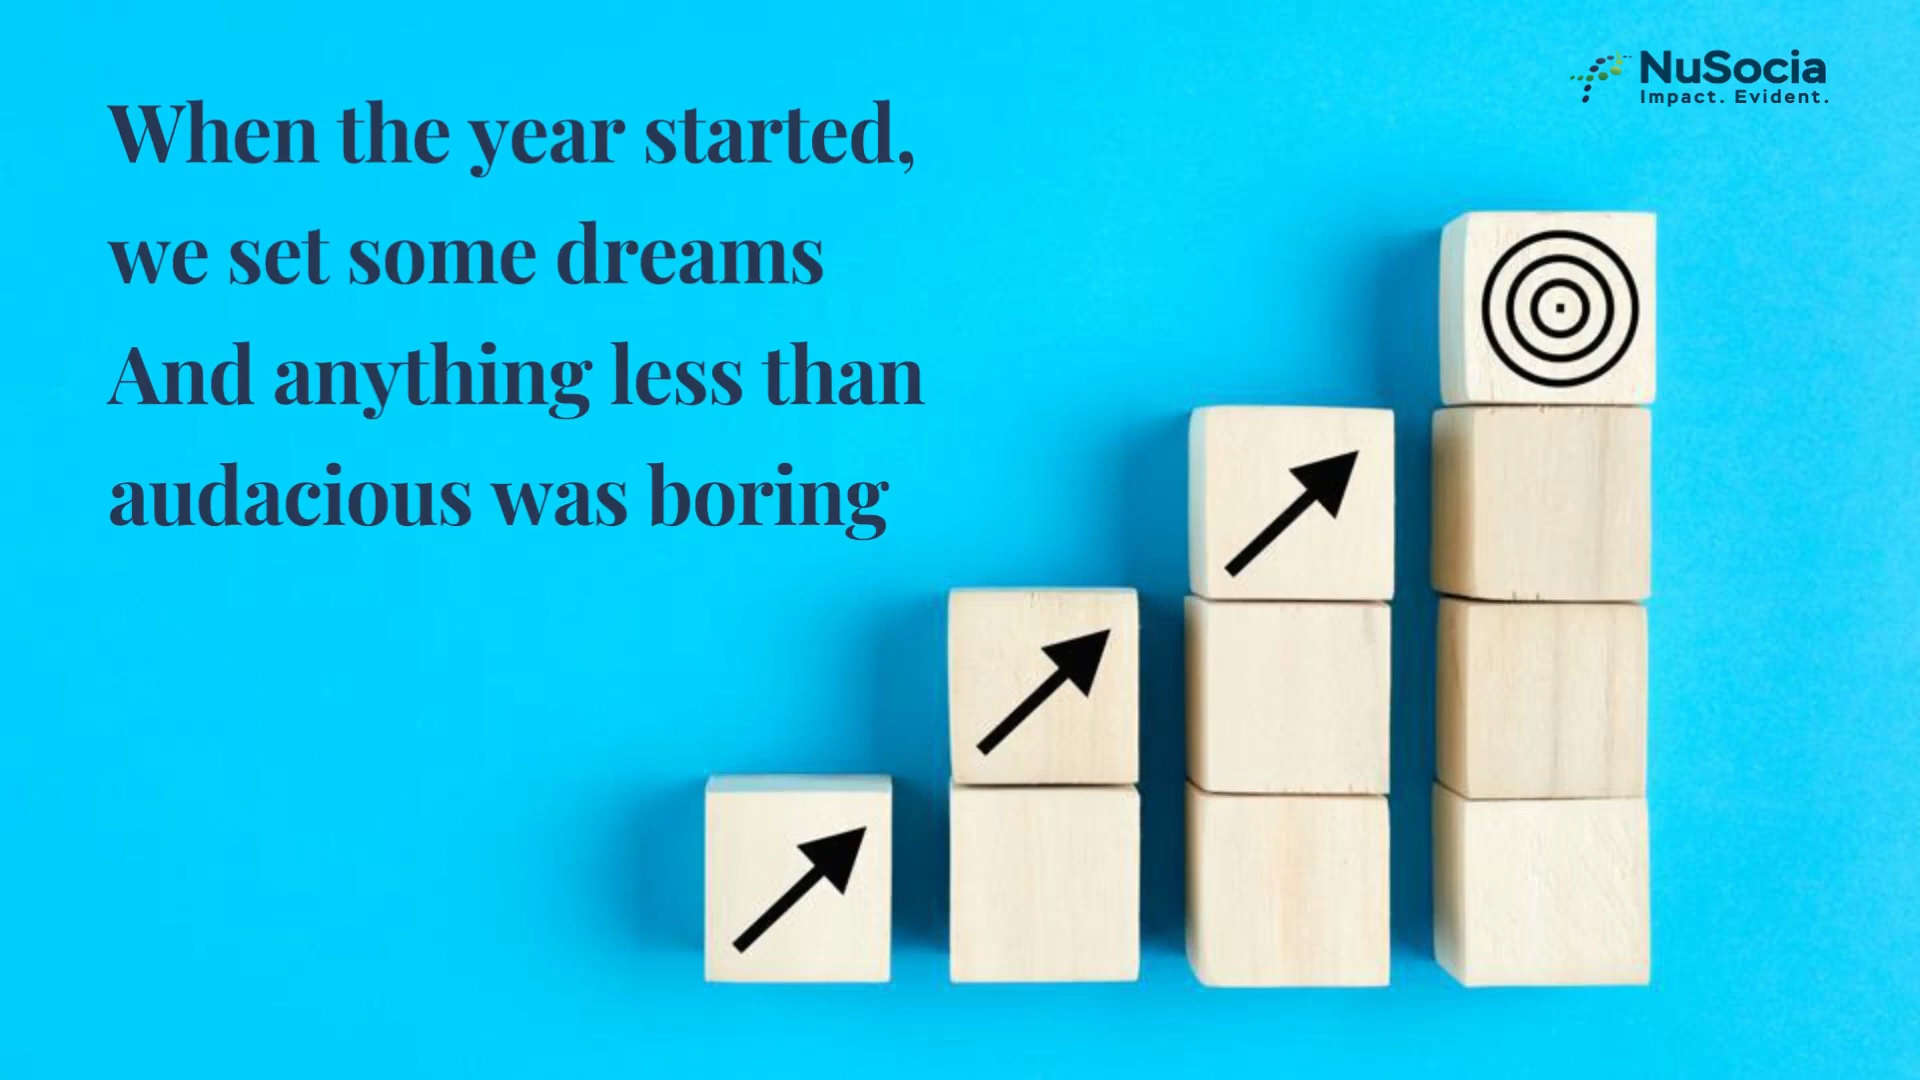 NuSocia
Impact. Evident.
When the year started,
we set some dreams
And anything less than
audacious was boring